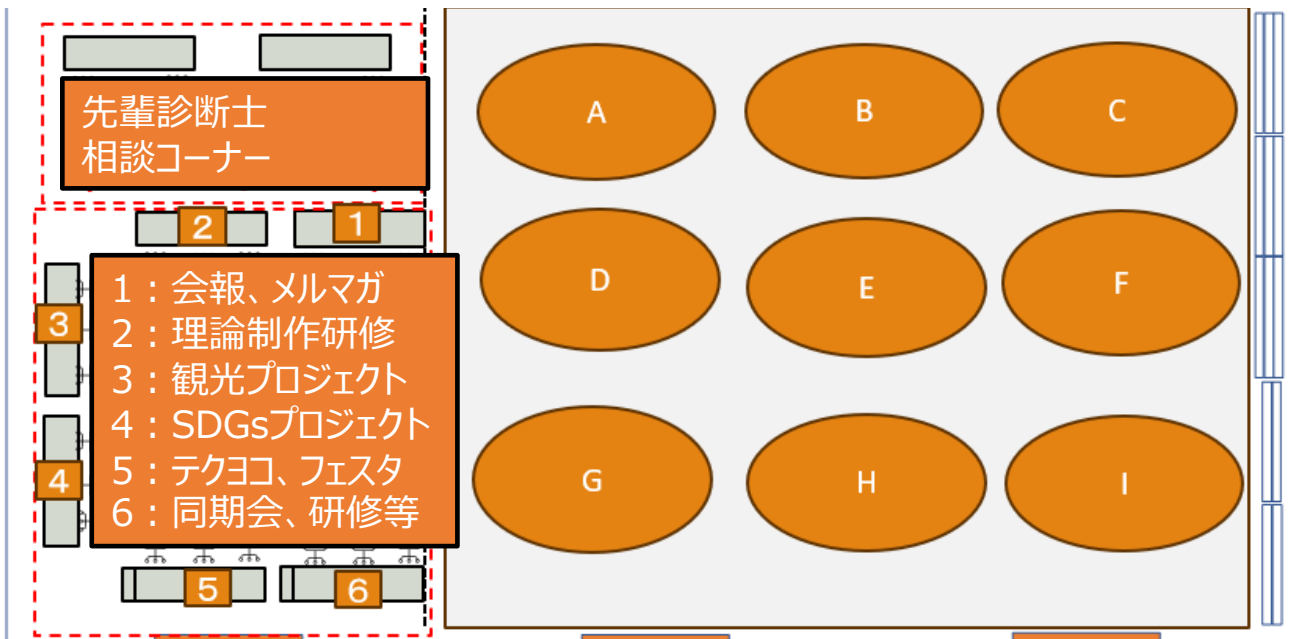 先輩診断士
相談コーナー
2
1
1：会報、メルマガ
2：理論制作研修
3：観光プロジェクト
4：SDGsプロジェクト
5：テクヨコ、フェスタ
6：同期会、研修等
3
4
5
6
A B C
D E F
G H I